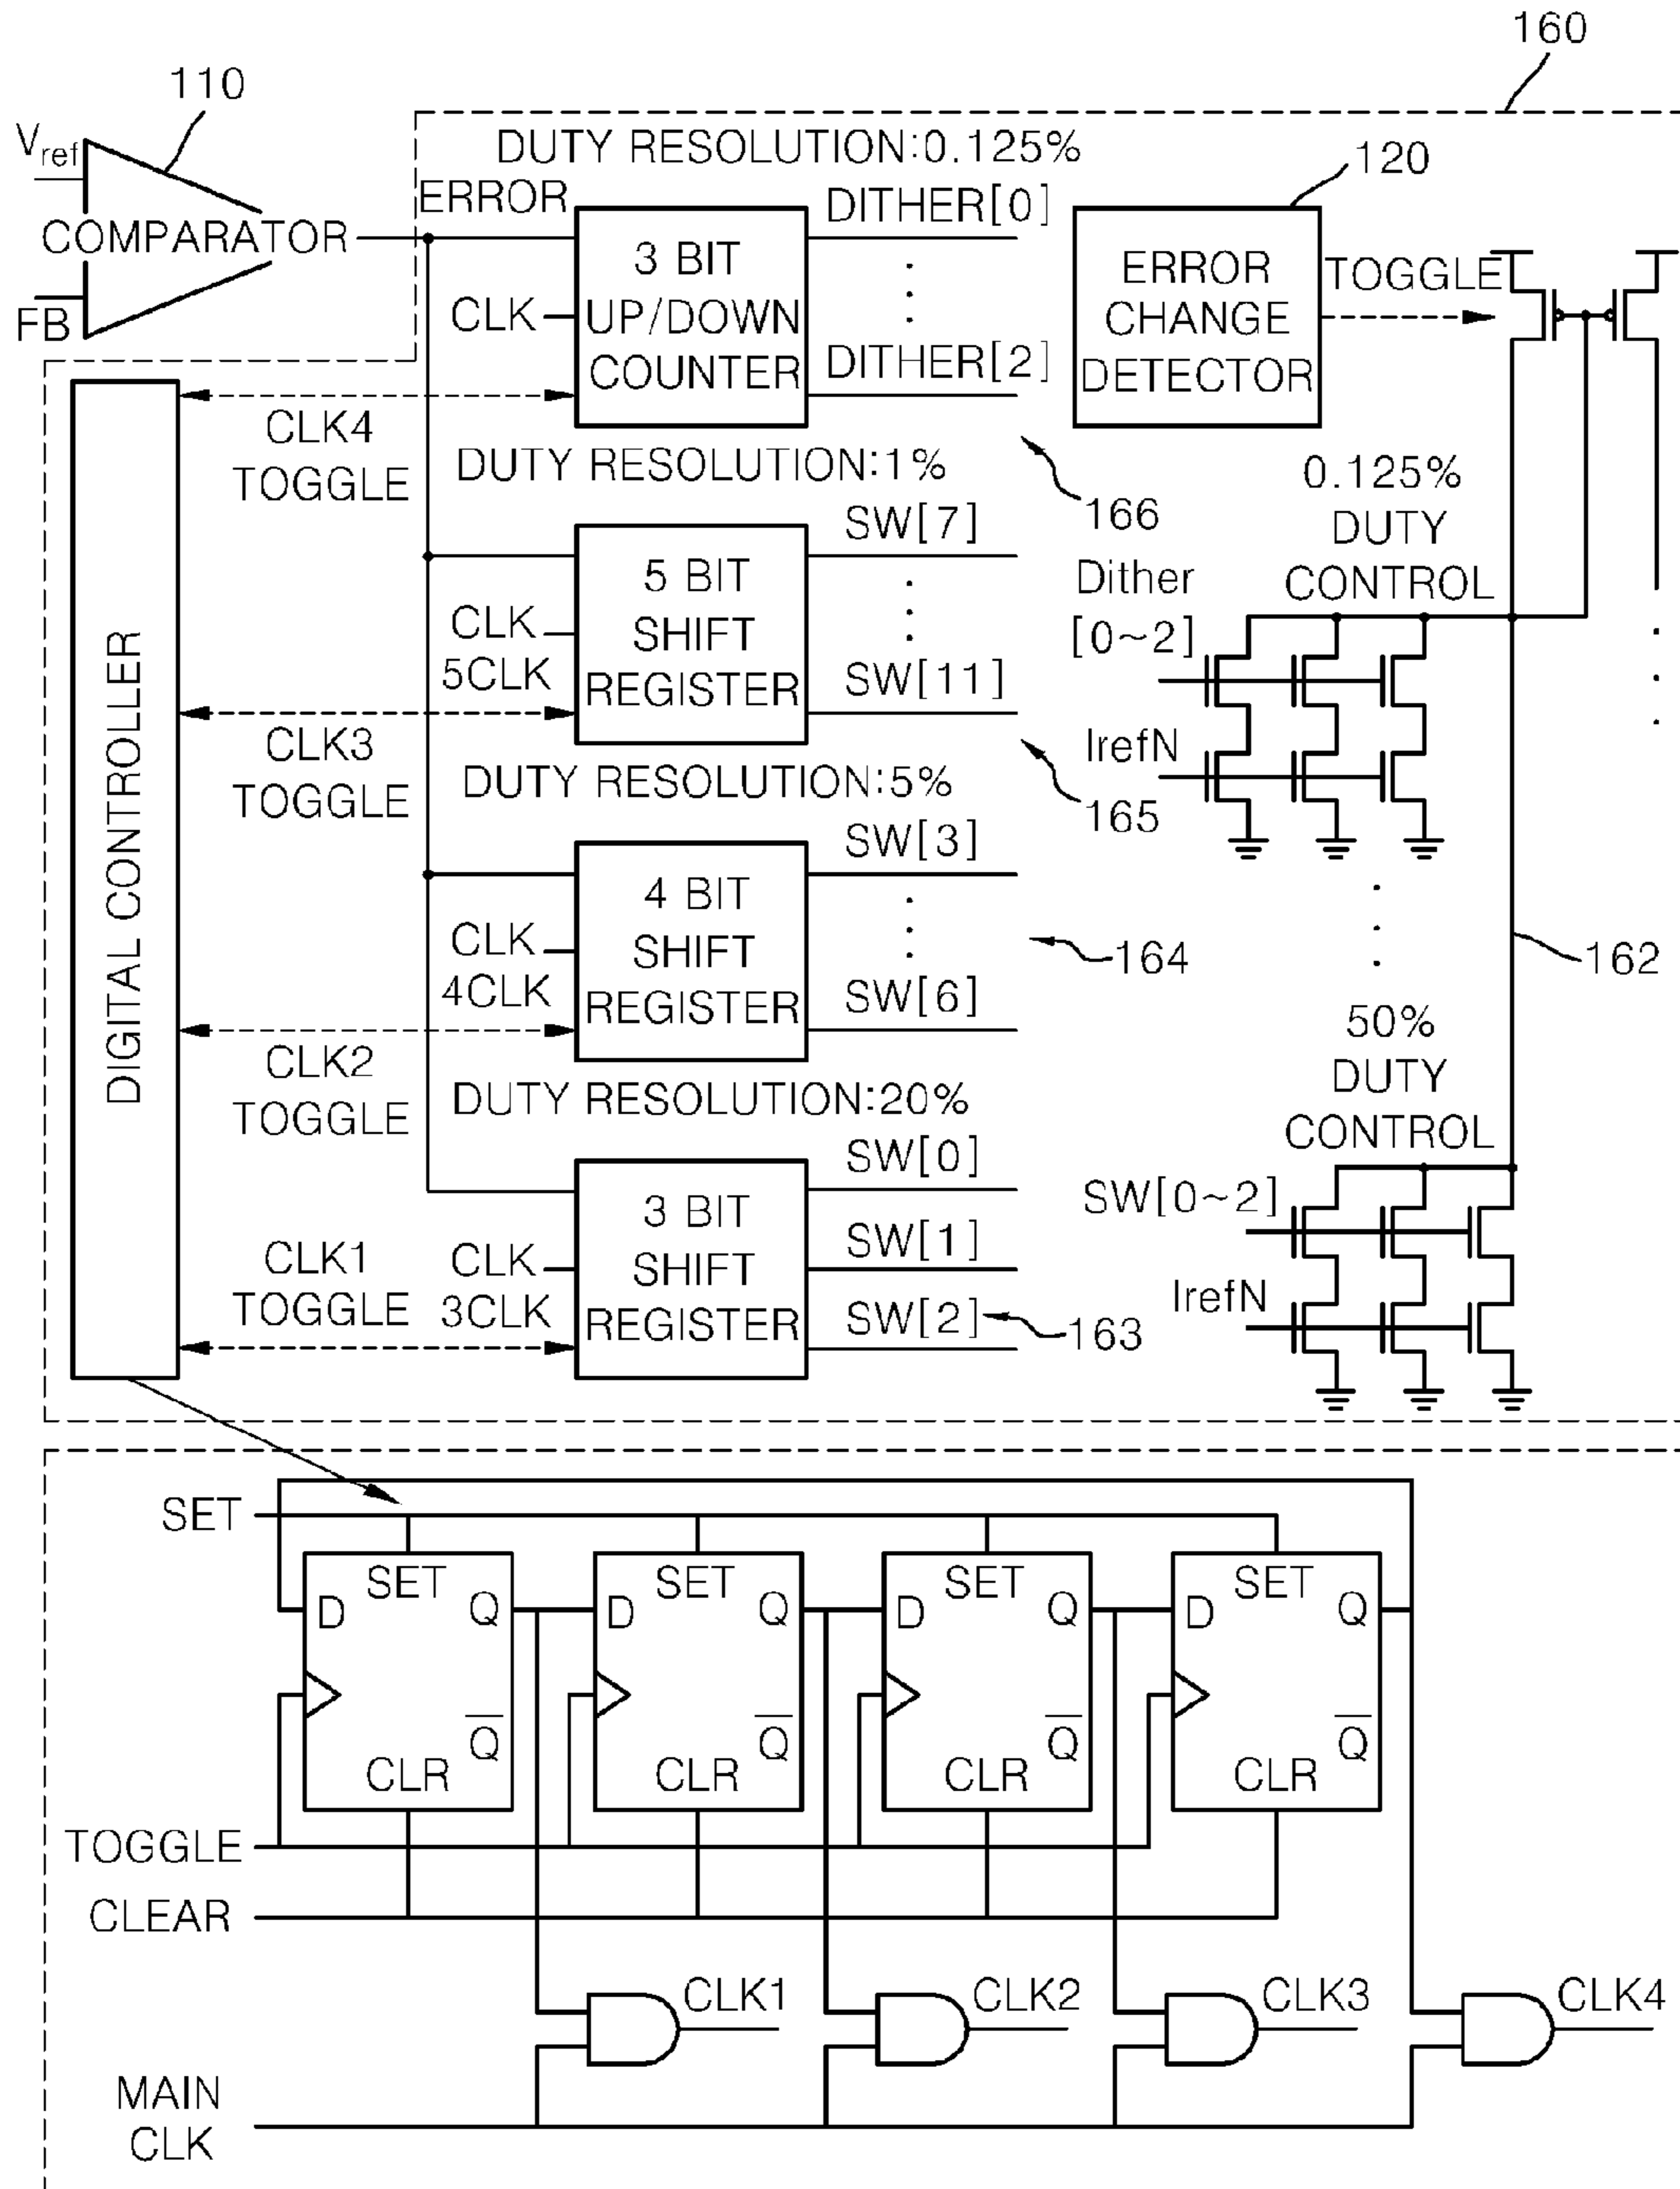 160
110
V_ref
COMPARATOR
FB
DUTY RESOLUTION:0.125%
ERROR
3 BIT
UP/DOWN
COUNTER
CLK
DITHER[0]
DITHER[2]
120
ERROR
CHANGE
DETECTOR
TOGGLE
CLK4
TOGGLE
166
DUTY RESOLUTION:1%
5 BIT
SHIFT
REGISTER
CLK
5CLK
SW[7]
SW[11]
CLK3
TOGGLE
165
0.125%
DUTY
CONTROL
Dither
[0~2]
IrefN
DIGITAL CONTROLLER
DUTY RESOLUTION:5%
4 BIT
SHIFT
REGISTER
CLK
4CLK
SW[3]
SW[6]
CLK2
TOGGLE
164
162
50%
DUTY
CONTROL
DUTY RESOLUTION:20%
3 BIT
SHIFT
REGISTER
CLK
3CLK
SW[0]
SW[1]
SW[2]
CLK1
TOGGLE
163
SW[0~2]
IrefN
SET
SET
SET
SET
SET
D
Q
D
Q
D
Q
D
Q
Q
Q
Q
Q
CLR
CLR
CLR
CLR
TOGGLE
CLEAR
CLK1
CLK2
CLK3
CLK4
MAIN
CLK